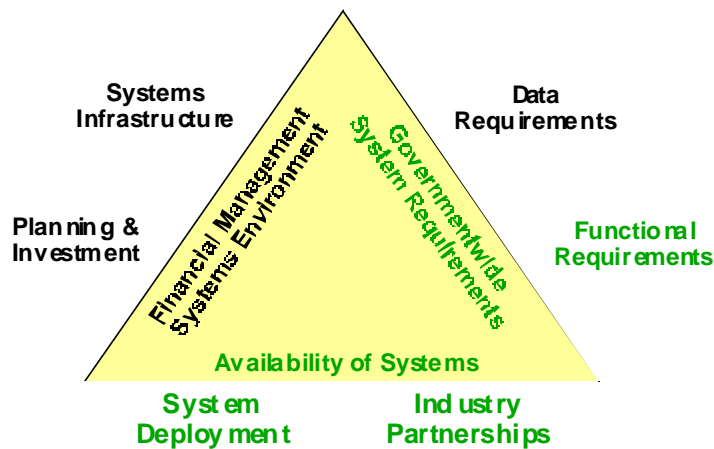 Systems
Infrastructure
Data
Requirements
Financial Management
Systems Environment
Governmentwide
System Requirements
Planning &
Investment
Functional
Requirements
Availability of Systems
System
Deployment
Industry
Partnerships